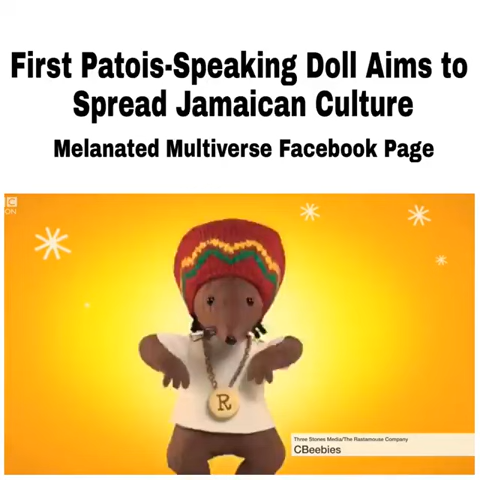 First Patois-Speaking Doll Aims to
Spread Jamaican Culture
Melanated Multiverse Facebook Page
C
ON
R
Three Stones Media/The Rastamouse Company
CBeebies